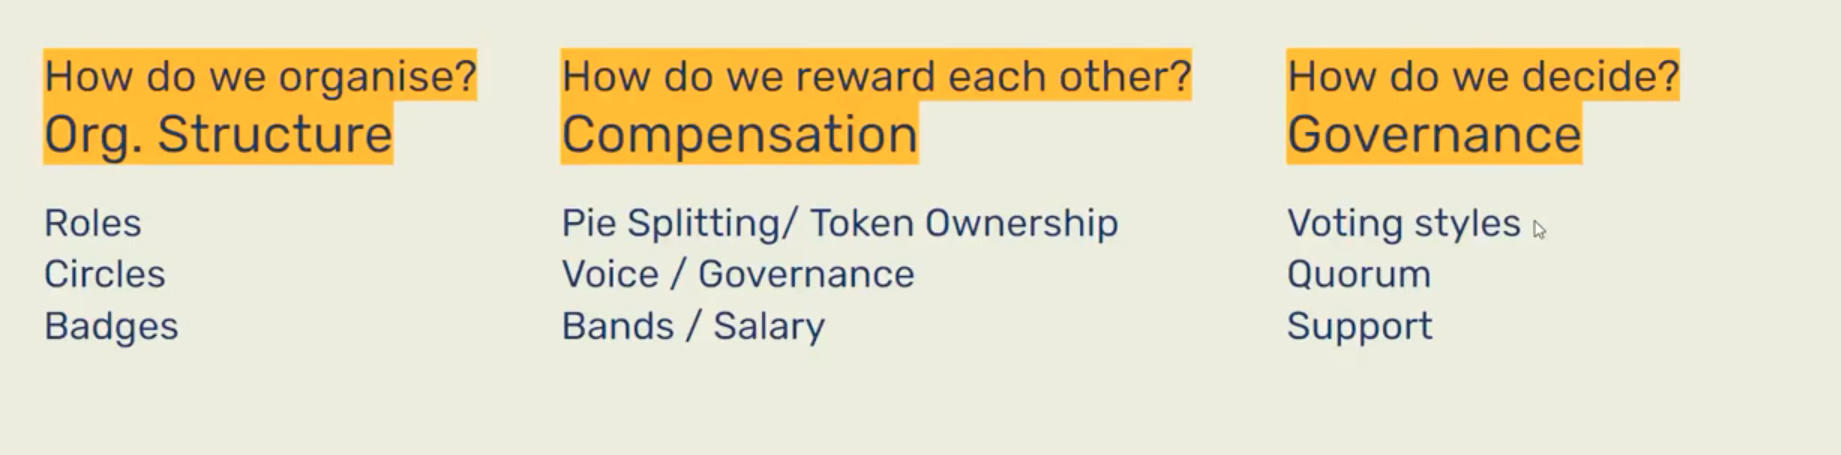 How do we organise?
Org. Structure
Roles
Circles
Badges
How do we reward each other?
Compensation
Pie Splitting/ Token Ownership
Voice / Governance
Bands / Salary
How do we decide?
Governance
Voting styles
Quorum
Support